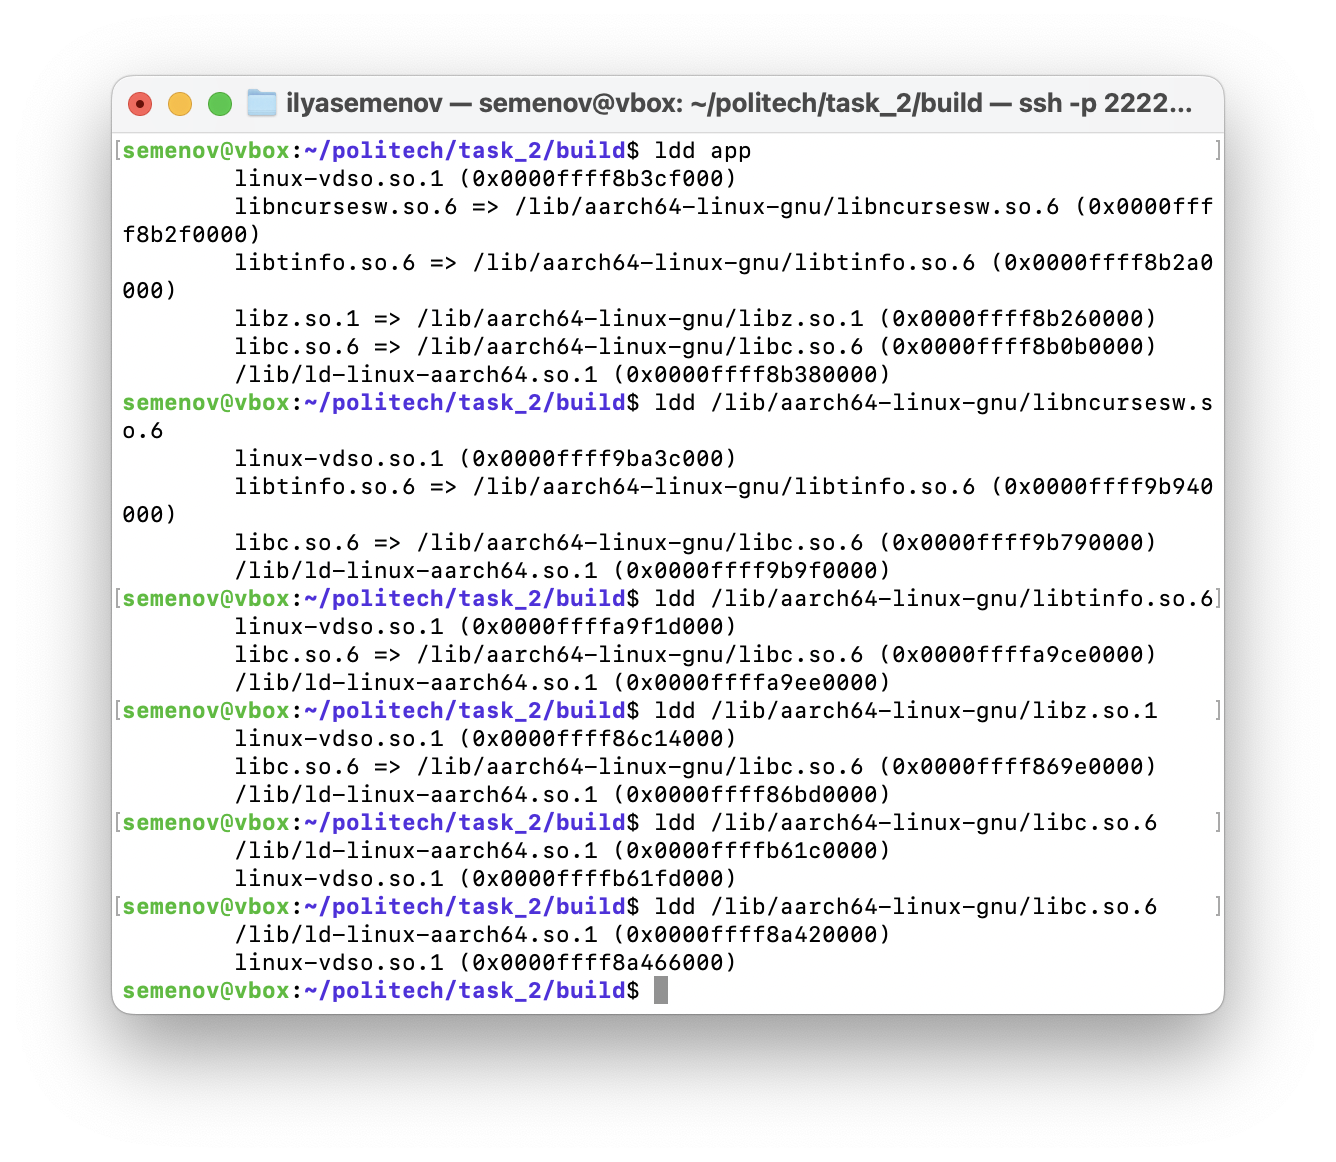 ilyasemenov — semenov@vbox: ~/politech/task_2/build — ssh -p 2222...
[semenov@vbox:~/politech/task_2/build$ ldd app ]
linux-vdso.so.1 (0x0000ffff8b3cf000)
libncursesw.so.6 => /lib/aarch64-linux-gnu/libncursesw.so.6 (0x0000fff
f8b2f0000)
libtinfo.so.6 => /lib/aarch64-linux-gnu/libtinfo.so.6 (0x0000ffff8b2a0
000)
libz.so.1 => /lib/aarch64-linux-gnu/libz.so.1 (0x0000ffff8b260000)
libc.so.6 => /lib/aarch64-linux-gnu/libc.so.6 (0x0000ffff8b0b0000)
/lib/ld-linux-aarch64.so.1 (0x0000ffff8b380000)
semenov@vbox:~/politech/task_2/build$ ldd /lib/aarch64-linux-gnu/libncursesw.s
o.6
linux-vdso.so.1 (0x0000ffff9ba3c000)
libtinfo.so.6 => /lib/aarch64-linux-gnu/libtinfo.so.6 (0x0000ffff9b940
000)
libc.so.6 => /lib/aarch64-linux-gnu/libc.so.6 (0x0000ffff9b790000)
/lib/ld-linux-aarch64.so.1 (0x0000ffff9b9f0000)
[semenov@vbox:~/politech/task_2/build$ ldd /lib/aarch64-linux-gnu/libtinfo.so.6]
linux-vdso.so.1 (0x0000ffffa9f1d000)
libc.so.6 => /lib/aarch64-linux-gnu/libc.so.6 (0x0000ffffa9ce0000)
/lib/ld-linux-aarch64.so.1 (0x0000ffffa9ee0000)
[semenov@vbox:~/politech/task_2/build$ ldd /lib/aarch64-linux-gnu/libz.so.1 ]
linux-vdso.so.1 (0x0000ffff86c14000)
libc.so.6 => /lib/aarch64-linux-gnu/libc.so.6 (0x0000ffff869e0000)
/lib/ld-linux-aarch64.so.1 (0x0000ffff86bd0000)
[semenov@vbox:~/politech/task_2/build$ ldd /lib/aarch64-linux-gnu/libc.so.6 ]
/lib/ld-linux-aarch64.so.1 (0x0000ffffb61c0000)
linux-vdso.so.1 (0x0000ffffb61fd000)
[semenov@vbox:~/politech/task_2/build$ ldd /lib/aarch64-linux-gnu/libc.so.6 ]
/lib/ld-linux-aarch64.so.1 (0x0000ffff8a420000)
linux-vdso.so.1 (0x0000ffff8a466000)
semenov@vbox:~/politech/task_2/build$